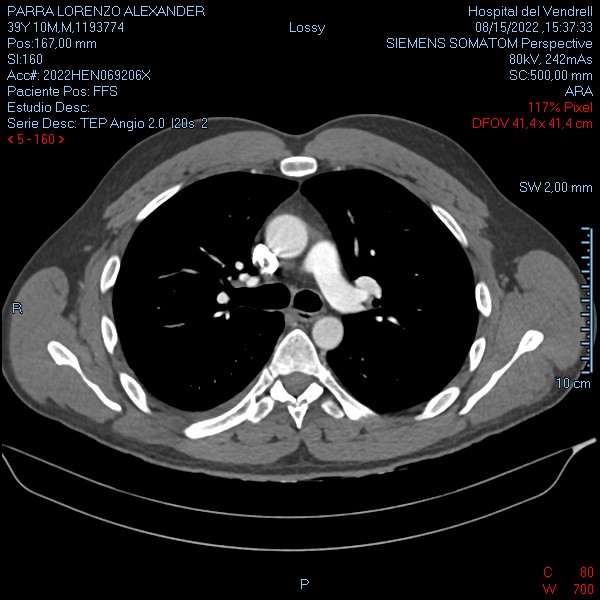 PARRA LORENZO ALEXANDER
39Y 10M,M,1193774
Pos:167,00 mm
SI:160
Acc#: 2022HEN069206X
Paciente Pos: FFS
Estudio Desc:
Serie Desc: TEP Angio 2.0 I20s 2
< 5 - 160 >
Lossy
Hospital del Vendrell
08/15/2022 ,15:37:33
SIEMENS SOMATOM Perspective
80kV, 242mAs
SC:500,00 mm
ARA
117% Pixel
DFOV 41,4 x 41,4 cm
SW 2,00 mm
R
10 cm
P
C 80
W 700